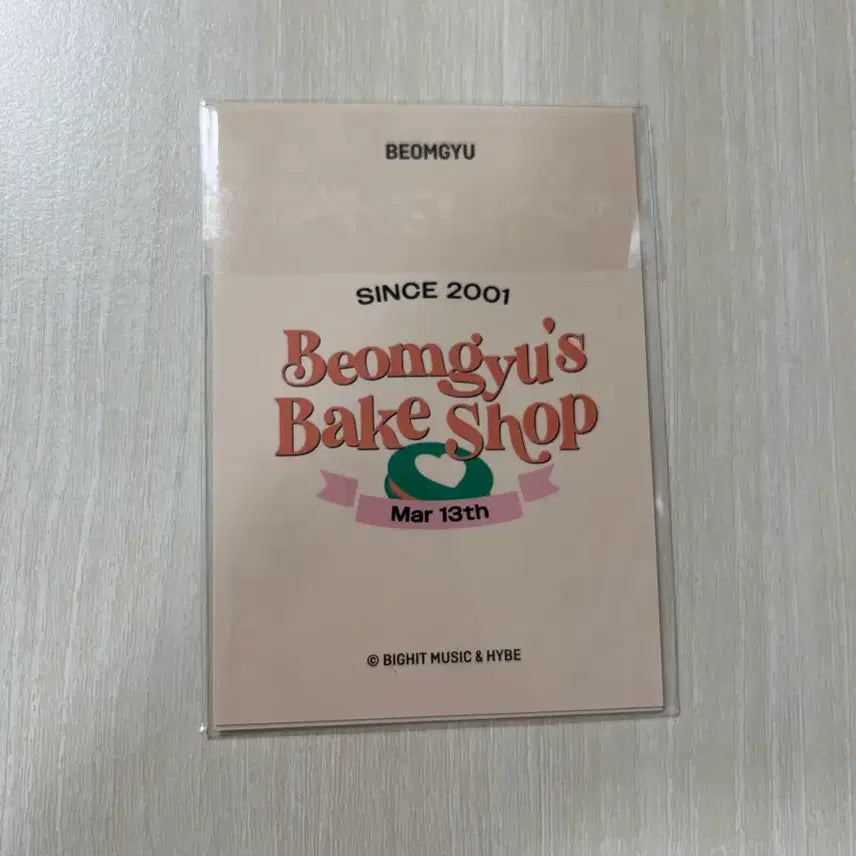 BEOMGYU
SINCE 2001
Beomgyu's
Bake Shop
Mar 13th
© BIGHIT MUSIC & HYBE